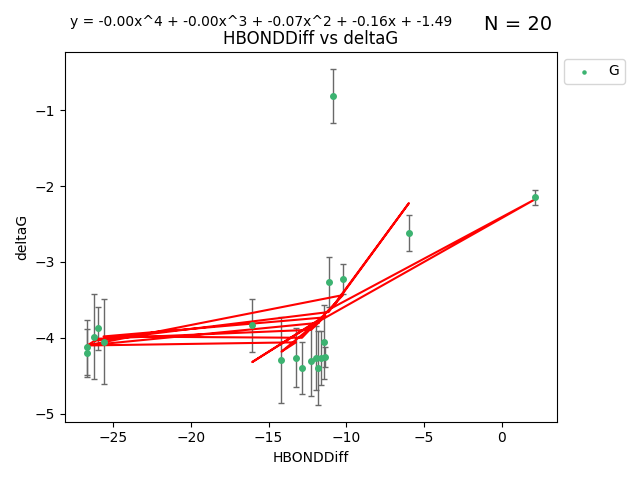 y = -0.00x^4 + -0.00x^3 + -0.07x^2 + -0.16x + -1.49
N = 20
HBONDDiff vs deltaG
G
−1
−2
−3
−4
−5
deltaG
−25
−20
−15
−10
−5
0
HBONDDiff